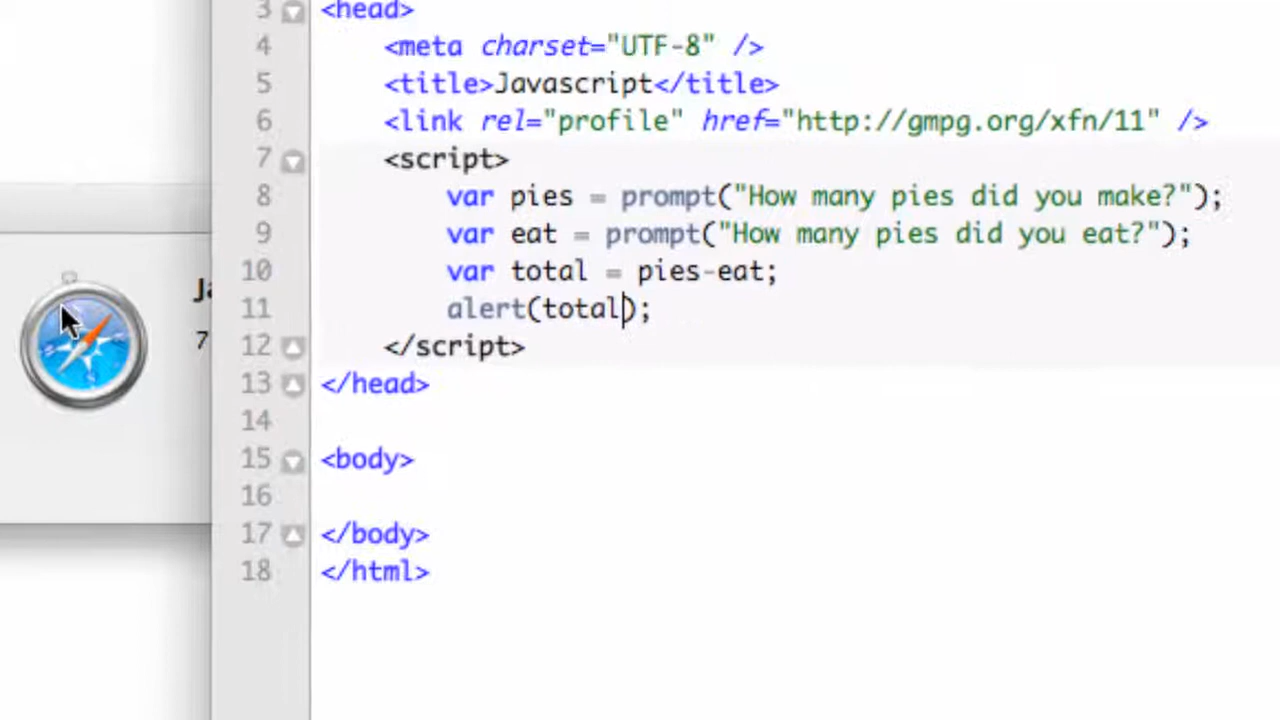 3 <head>
4 <meta charset="UTF-8" />
5 <title>Javascript</title>
6 <link rel="profile" href="http://gmpg.org/xfn/11" />
7 <script>
8 var pies = prompt("How many pies did you make?");
9 var eat = prompt("How many pies did you eat?");
10 var total = pies-eat;
11 alert(total);
12 </script>
13 </head>
14
15 <body>
16
17 </body>
18 </html>
Ja
7